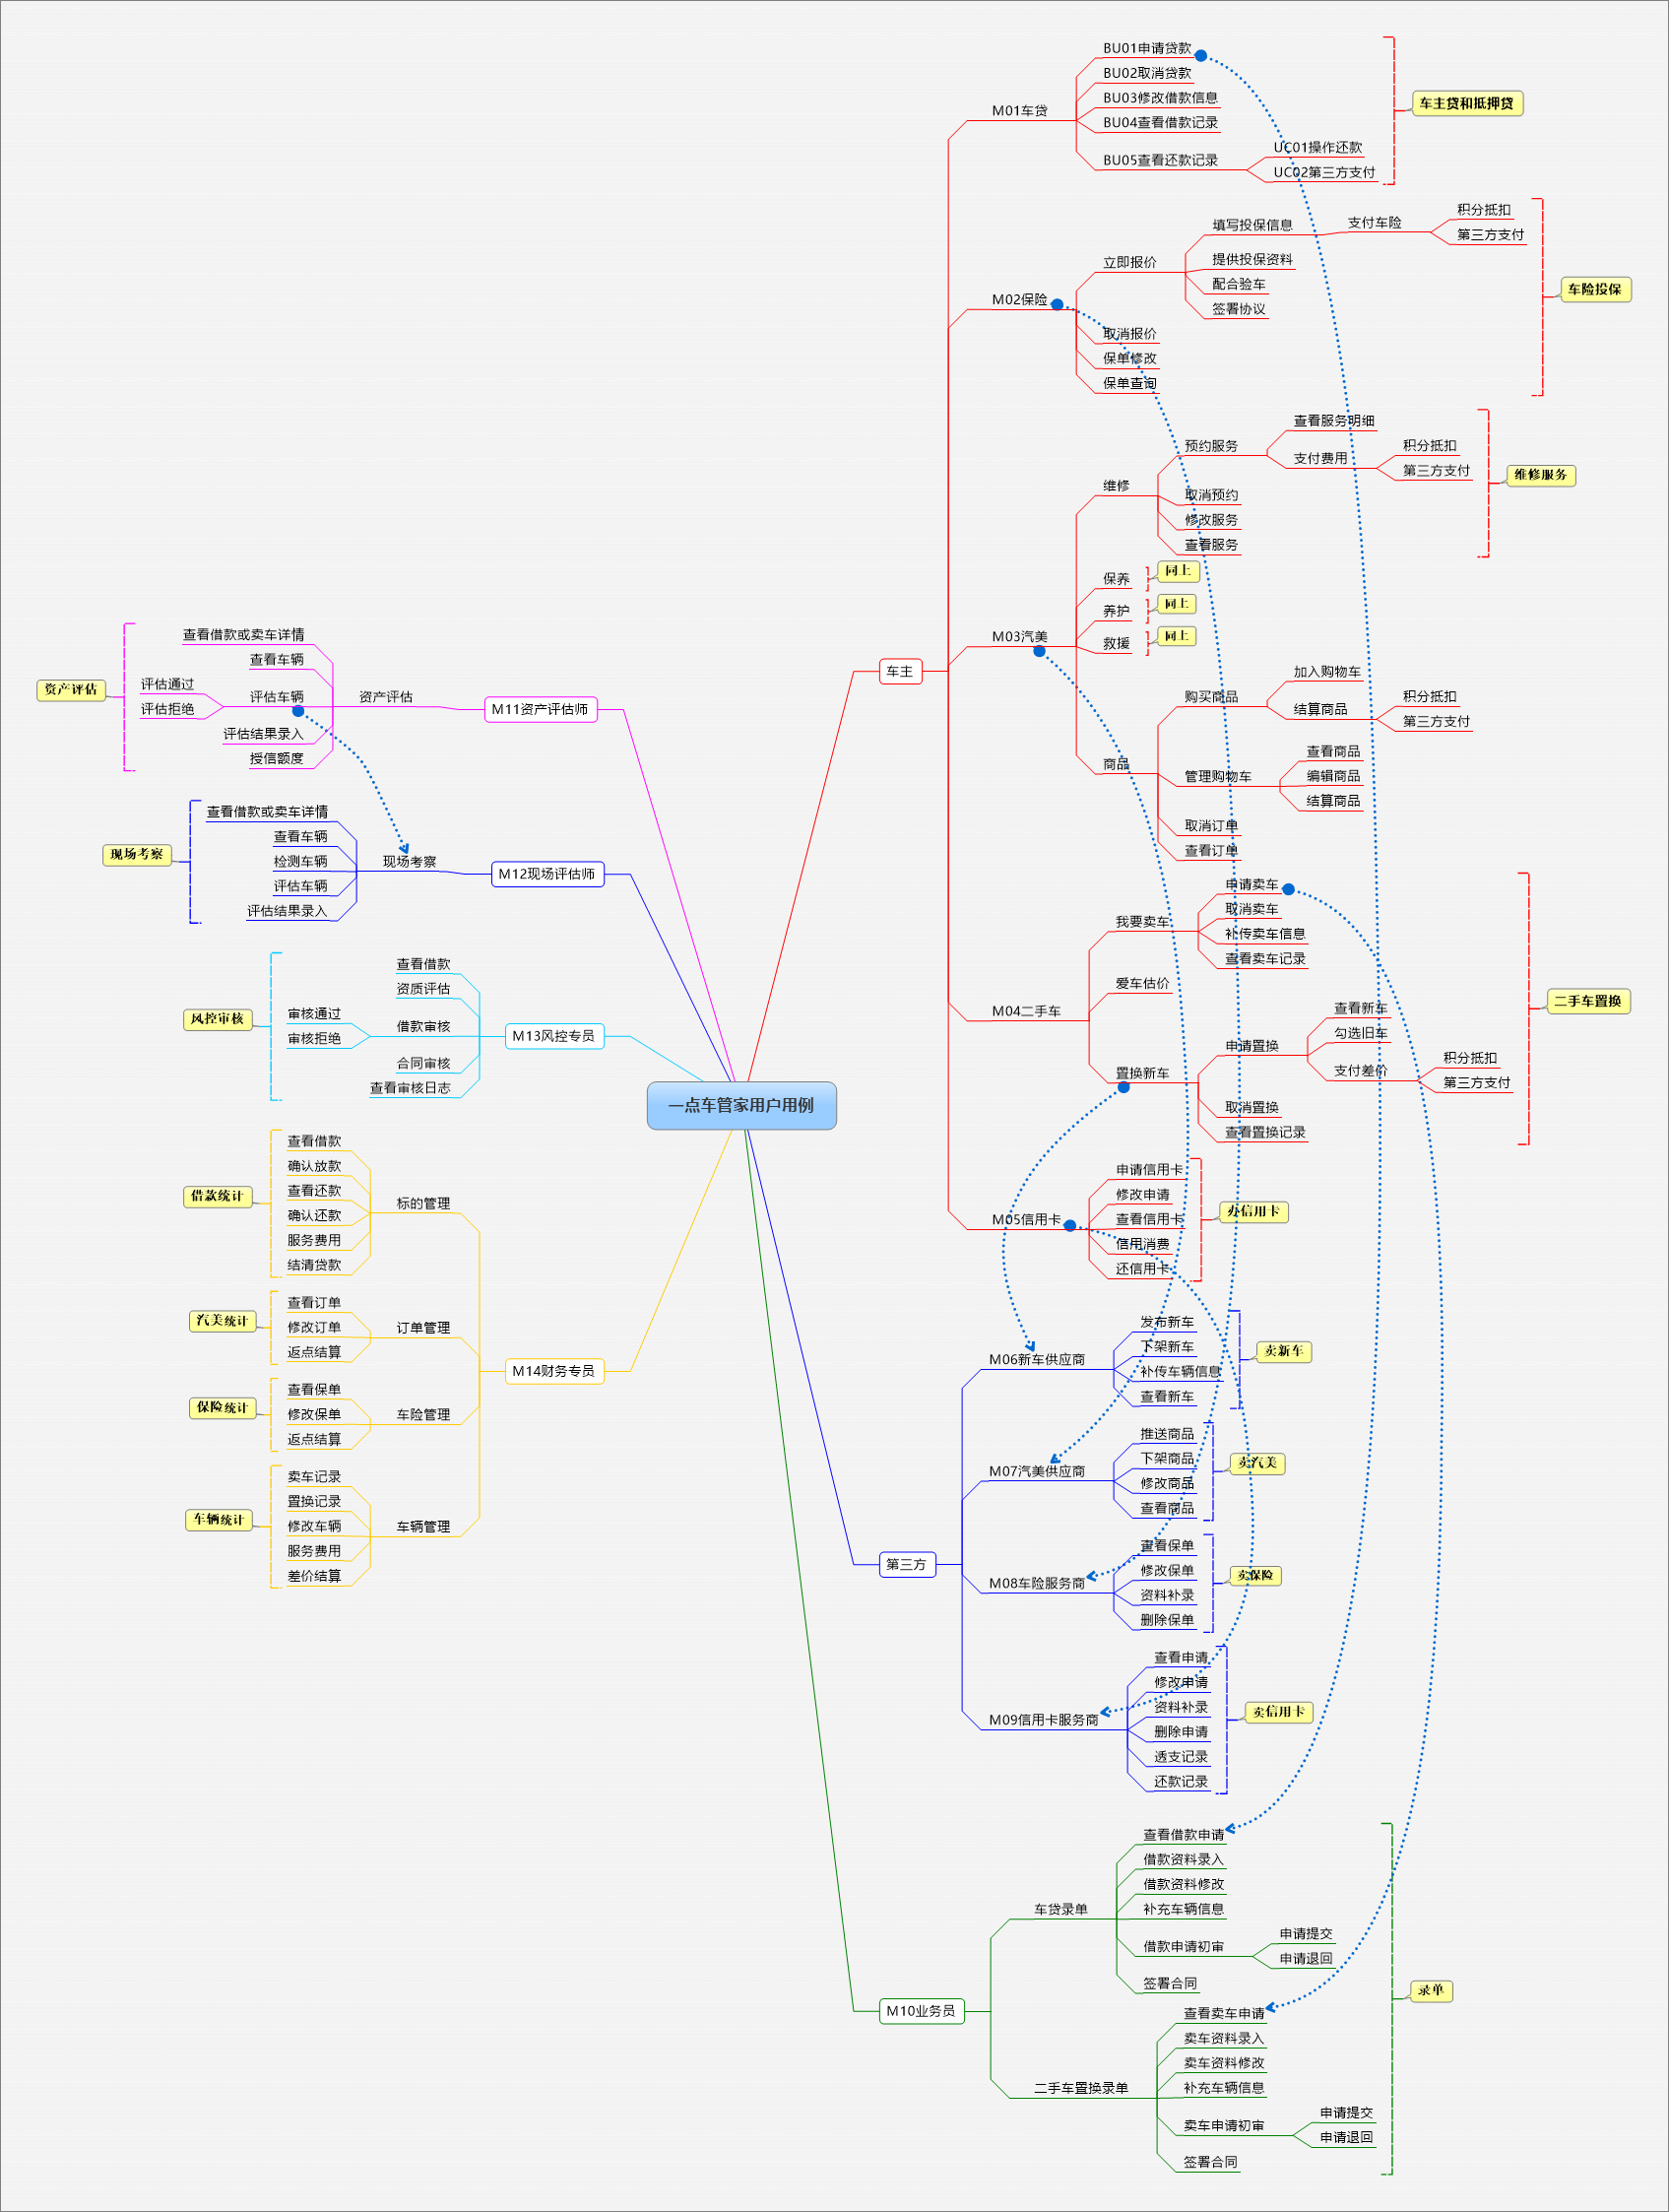 一点车管家用户用例
车主
M01车贷
BU01申请贷款
BU02取消贷款
BU03修改借款信息
BU04查看借款记录
BU05查看还款记录
UC01操作还款
UC02第三方支付
车主贷和抵押贷
M02保险
立即报价
填写投保信息
支付车险
积分抵扣
第三方支付
提供投保资料
配合验车
签署协议
取消报价
保单修改
保单查询
车险投保
M03汽美
维修
预约服务
查看服务明细
支付费用
积分抵扣
第三方支付
取消预约
修改服务
查看服务
维修服务
保养
同上
养护
同上
救援
同上
商品
购买商品
加入购物车
结算商品
积分抵扣
第三方支付
管理购物车
查看商品
编辑商品
结算商品
取消订单
查看订单
M04二手车
我要卖车
申请卖车
取消卖车
补传卖车信息
查看卖车记录
爱车估价
置换新车
申请置换
查看新车
勾选旧车
支付差价
积分抵扣
第三方支付
取消置换
查看置换记录
二手车置换
M05信用卡
申请信用卡
修改申请
查看信用卡
信用消费
还信用卡
办信用卡
第三方
M06新车供应商
发布新车
下架新车
补传车辆信息
查看新车
卖新车
M07汽美供应商
推送商品
下架商品
修改商品
查看商品
卖汽美
M08车险服务商
查看保单
修改保单
资料补录
删除保单
卖保险
M09信用卡服务商
查看申请
修改申请
资料补录
删除申请
透支记录
还款记录
卖信用卡
M10业务员
车贷录单
查看借款申请
借款资料录入
借款资料修改
补充车辆信息
借款申请初审
申请提交
申请退回
签署合同
二手车置换录单
查看卖车申请
卖车资料录入
卖车资料修改
补充车辆信息
卖车申请初审
申请提交
申请退回
签署合同
录单
M11资产评估师
资产评估
查看借款或卖车详情
查看车辆
评估车辆
评估通过
评估拒绝
评估结果录入
授信额度
资产评估
M12现场评估师
现场考察
查看借款或卖车详情
查看车辆
检测车辆
评估车辆
评估结果录入
现场考察
M13风控专员
查看借款
资质评估
借款审核
审核通过
审核拒绝
合同审核
查看审核日志
风控审核
M14财务专员
标的管理
查看借款
确认放款
查看还款
确认还款
服务费用
结清贷款
借款统计
订单管理
查看订单
修改订单
返点结算
汽美统计
车险管理
查看保单
修改保单
返点结算
保险统计
车辆管理
卖车记录
置换记录
修改车辆
服务费用
差价结算
车辆统计